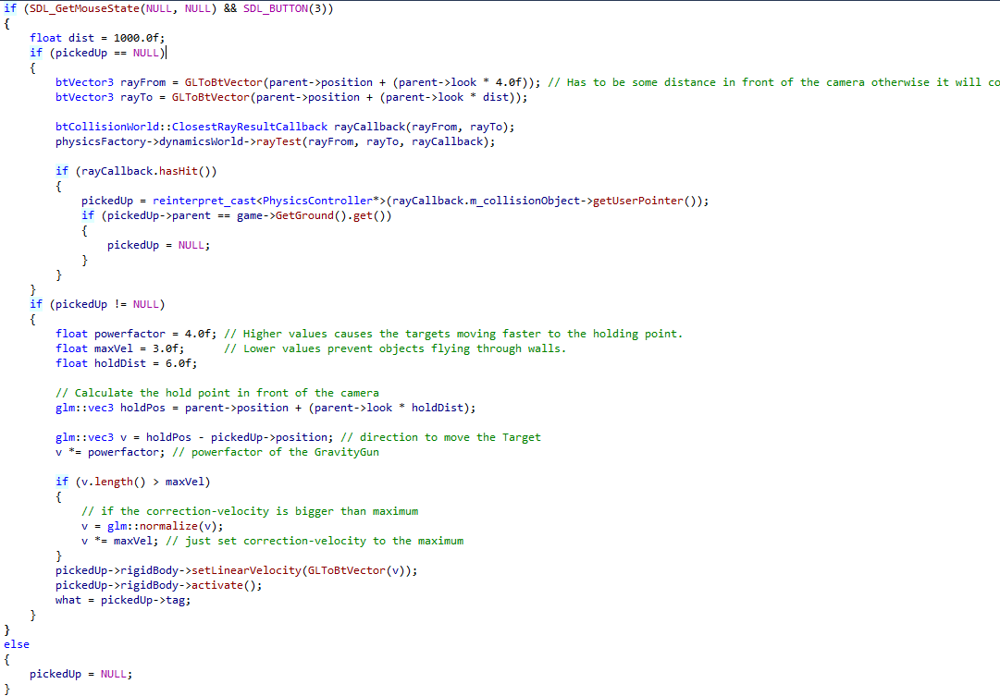 if (SDL_GetMouseState(NULL, NULL) && SDL_BUTTON(3))
{
    float dist = 1000.0f;
    if (pickedUp == NULL)
    {
        btVector3 rayFrom = GLToBtVector(parent->position + (parent->look * 4.0f)); // Has to be some distance in front of the camera otherwise it will co
        btVector3 rayTo = GLToBtVector(parent->position + (parent->look * dist));

        btCollisionWorld::ClosestRayResultCallback rayCallback(rayFrom, rayTo);
        physicsFactory->dynamicsWorld->rayTest(rayFrom, rayTo, rayCallback);

        if (rayCallback.hasHit())
        {
            pickedUp = reinterpret_cast<PhysicsController*>(rayCallback.m_collisionObject->getUserPointer());
            if (pickedUp->parent == game->GetGround().get())
            {
                pickedUp = NULL;
            }
        }
    }
    if (pickedUp != NULL)
    {
        float powerfactor = 4.0f; // Higher values causes the targets moving faster to the holding point.
        float maxVel = 3.0f;      // Lower values prevent objects flying through walls.
        float holdDist = 6.0f;

        // Calculate the hold point in front of the camera
        glm::vec3 holdPos = parent->position + (parent->look * holdDist);

        glm::vec3 v = holdPos - pickedUp->position; // direction to move the Target
        v *= powerfactor; // powerfactor of the GravityGun

        if (v.length() > maxVel)
        {
            // if the correction-velocity is bigger than maximum
            v = glm::normalize(v);
            v *= maxVel; // just set correction-velocity to the maximum
        }
        pickedUp->rigidBody->setLinearVelocity(GLToBtVector(v));
        pickedUp->rigidBody->activate();
        what = pickedUp->tag;
    }
}
else
{
    pickedUp = NULL;
}